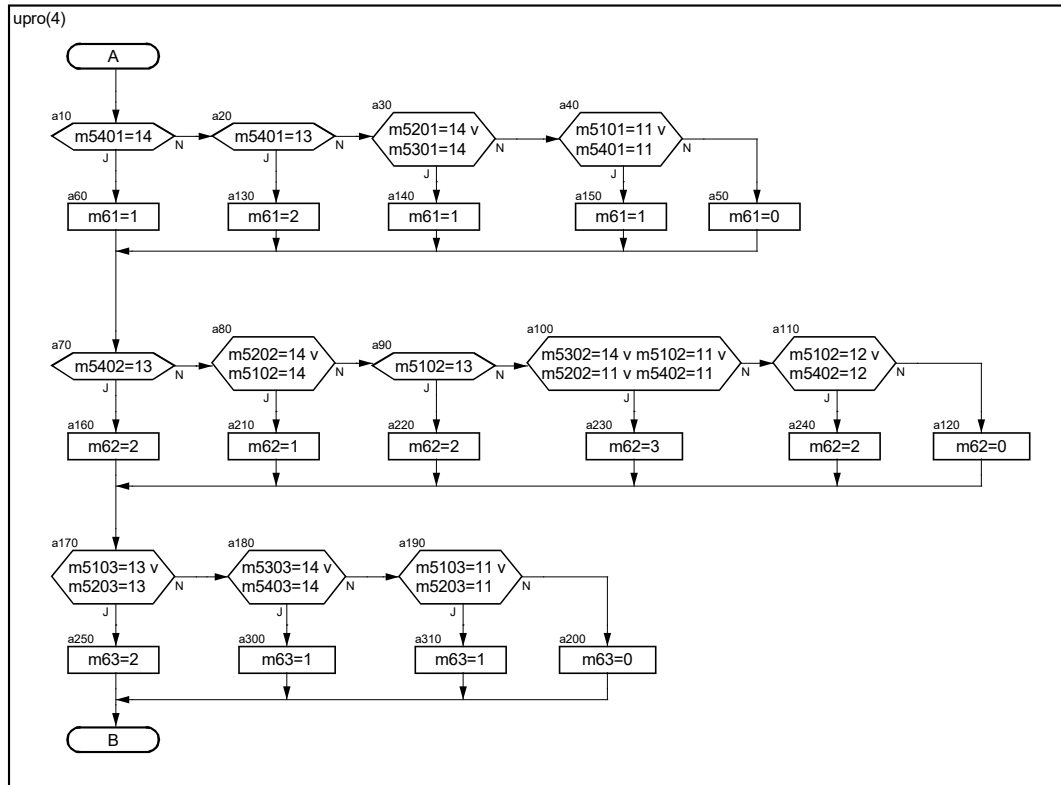 upro(4)
A
a10
m5401=14
N
J
a20
m5401=13
N
J
a30
m5201=14 v
m5301=14
N
J
a40
m5101=11 v
m5401=11
N
J
a60
m61=1
a130
m61=2
a140
m61=1
a150
m61=1
a50
m61=0
a70
m5402=13
N
J
a80
m5202=14 v
m5102=14
N
J
a90
m5102=13
N
J
a100
m5302=14 v m5102=11 v
m5202=11 v m5402=11
N
J
a110
m5102=12 v
m5402=12
N
J
a160
m62=2
a210
m62=1
a220
m62=2
a230
m62=3
a240
m62=2
a120
m62=0
a170
m5103=13 v
m5203=13
N
J
a180
m5303=14 v
m5403=14
N
J
a190
m5103=11 v
m5203=11
N
J
a250
m63=2
a300
m63=1
a310
m63=1
a200
m63=0
B